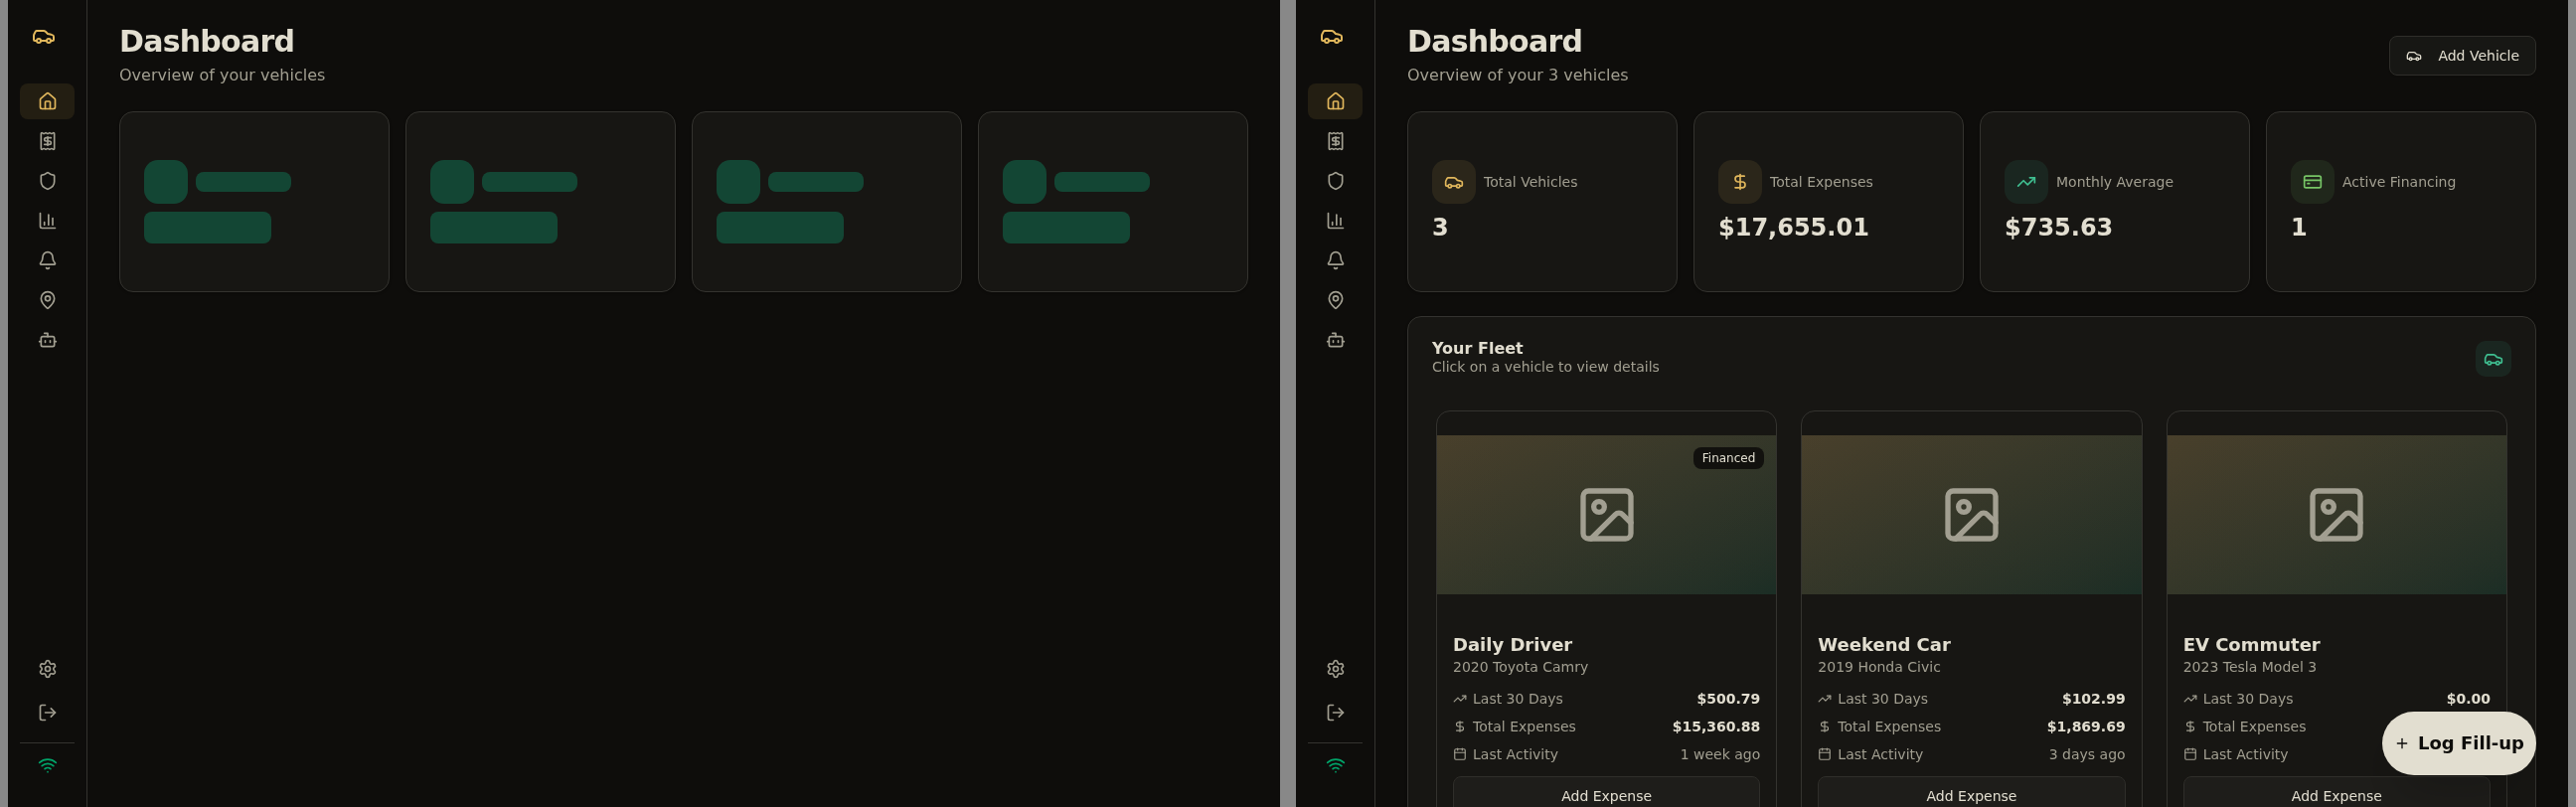 Dashboard
Overview of your vehicles
Dashboard
Overview of your 3 vehicles
Add Vehicle
Total Vehicles
3
Total Expenses
$17,655.01
Monthly Average
$735.63
Active Financing
1
Your Fleet
Click on a vehicle to view details
Financed
Daily Driver
2020 Toyota Camry
Last 30 Days $500.79
Total Expenses $15,360.88
Last Activity 1 week ago
Add Expense
Weekend Car
2019 Honda Civic
Last 30 Days $102.99
Total Expenses $1,869.69
Last Activity 3 days ago
Add Expense
EV Commuter
2023 Tesla Model 3
Last 30 Days $0.00
Total Expenses
Last Activity
Add Expense
+ Log Fill-up